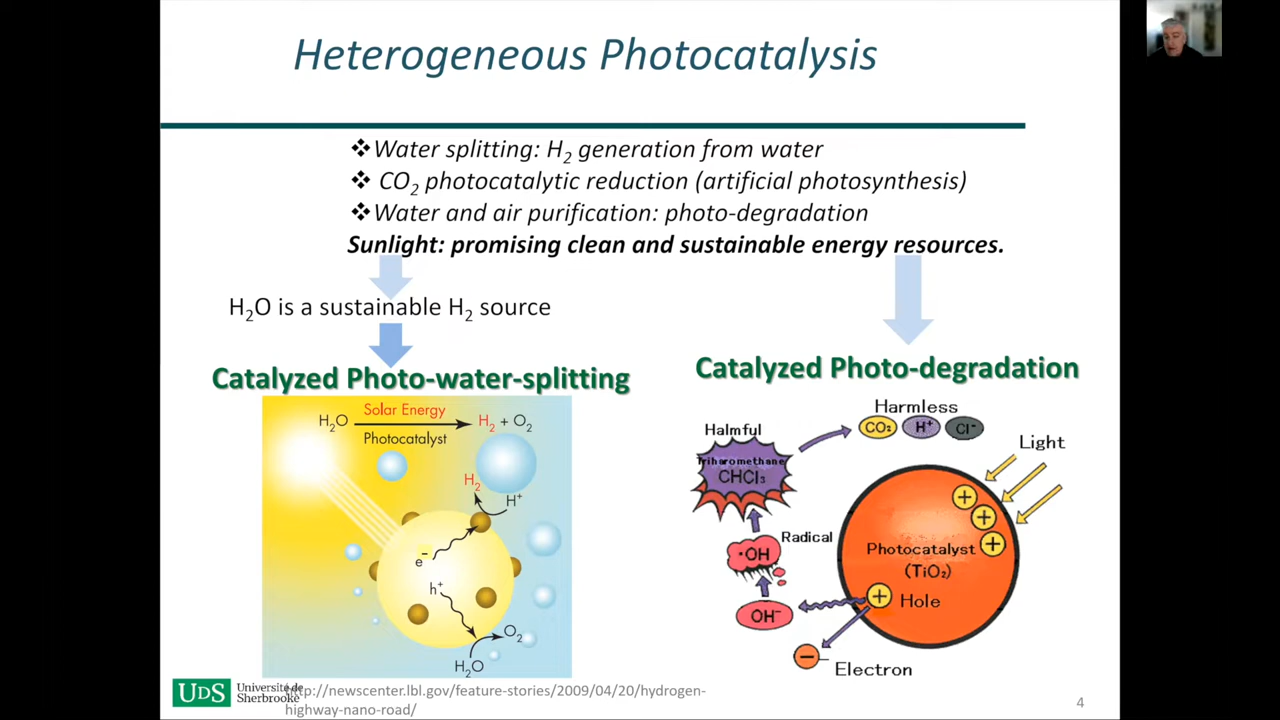 Heterogeneous Photocatalysis
❖Water splitting: H2 generation from water
❖ CO2 photocatalytic reduction (artificial photosynthesis)
❖Water and air purification: photo-degradation
Sunlight: promising clean and sustainable energy resources.
H2O is a sustainable H2 source
Catalyzed Photo-water-splitting
H2O Solar Energy H2 + O2
Photocatalyst
H2
H+
e−
h+
O2
H2O
Catalyzed Photo-degradation
Harmless
CO2 H+ Cl−
Halmful
Triharomethane
CHCl3
Light
Radical
·OH
OH−
Photocatalyst
(TiO2)
+ + +
+ Hole
− Electron
UDS Université de
Sherbrooke
http://newscenter.lbl.gov/feature-stories/2009/04/20/hydrogen-
highway-nano-road/
4